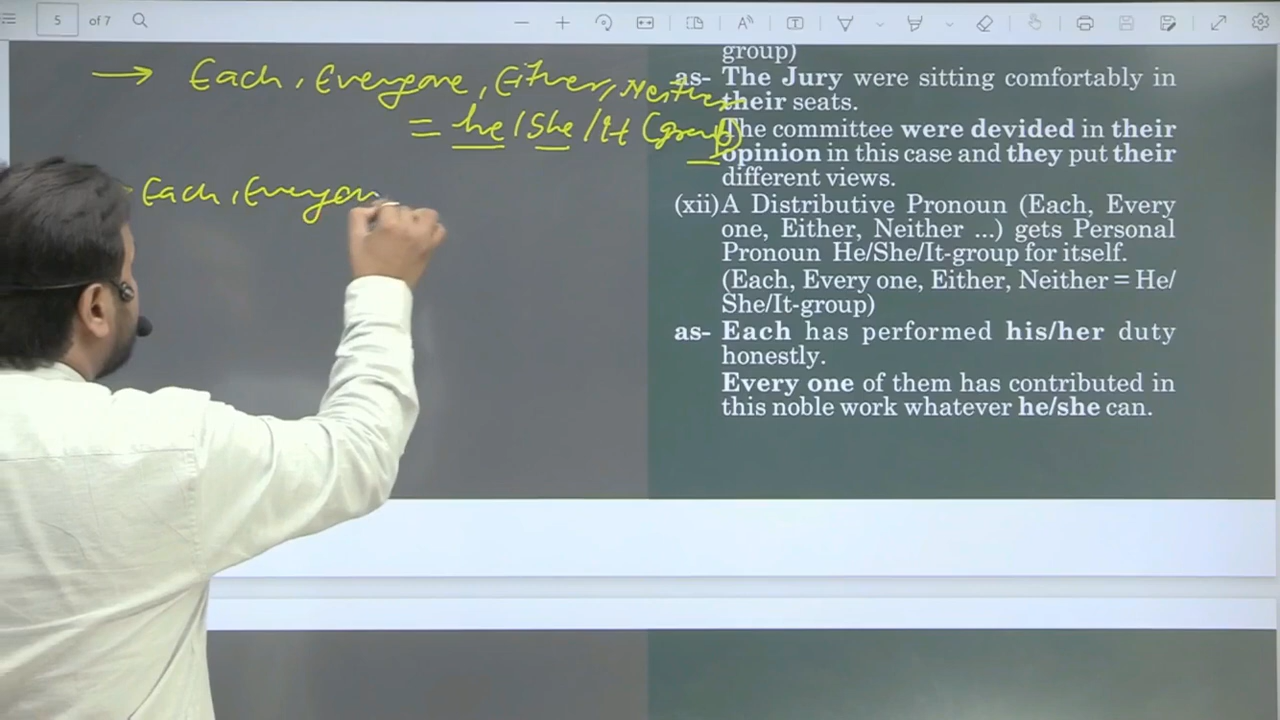 5 of 7
→ Each, Everyone, Either, Neither
= he/She/It (group)
Each, Everyon
group)
as- The Jury were sitting comfortably in
their seats.
The committee were devided in their
opinion in this case and they put their
different views.
(xii) A Distributive Pronoun (Each, Every
one, Either, Neither ...) gets Personal
Pronoun He/She/It-group for itself.
(Each, Every one, Either, Neither = He/
She/It-group)
as- Each has performed his/her duty
honestly.
Every one of them has contributed in
this noble work whatever he/she can.